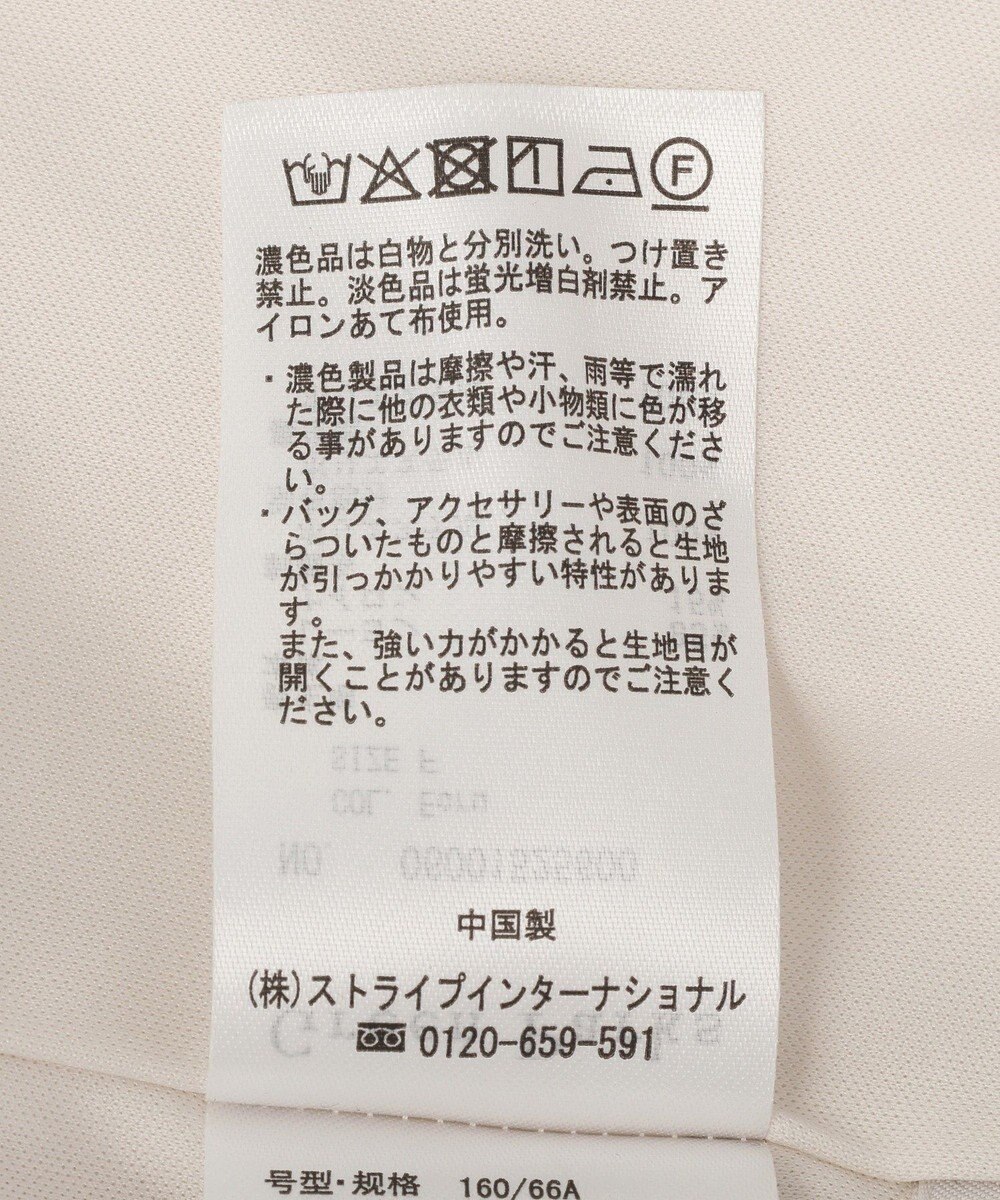 F
濃色品は白物と分別洗い。つけ置き
禁止。淡色品は蛍光増白剤禁止。ア
イロンあて布使用。
・濃色製品は摩擦や汗、雨等で濡れ
た際に他の衣類や小物類に色が移
る事がありますのでご注意くださ
い。
・バッグ、アクセサリーや表面のざ
らついたものと摩擦されると生地
が引っかかりやすい特性がありま
す。
また、強い力がかかると生地目が
開くことがありますのでご注意く
ださい。
SIZE F
COL. Ecru
NO.
中国製
(株)ストライプインターナショナル
0120-659-591
号型・规格 160/66A